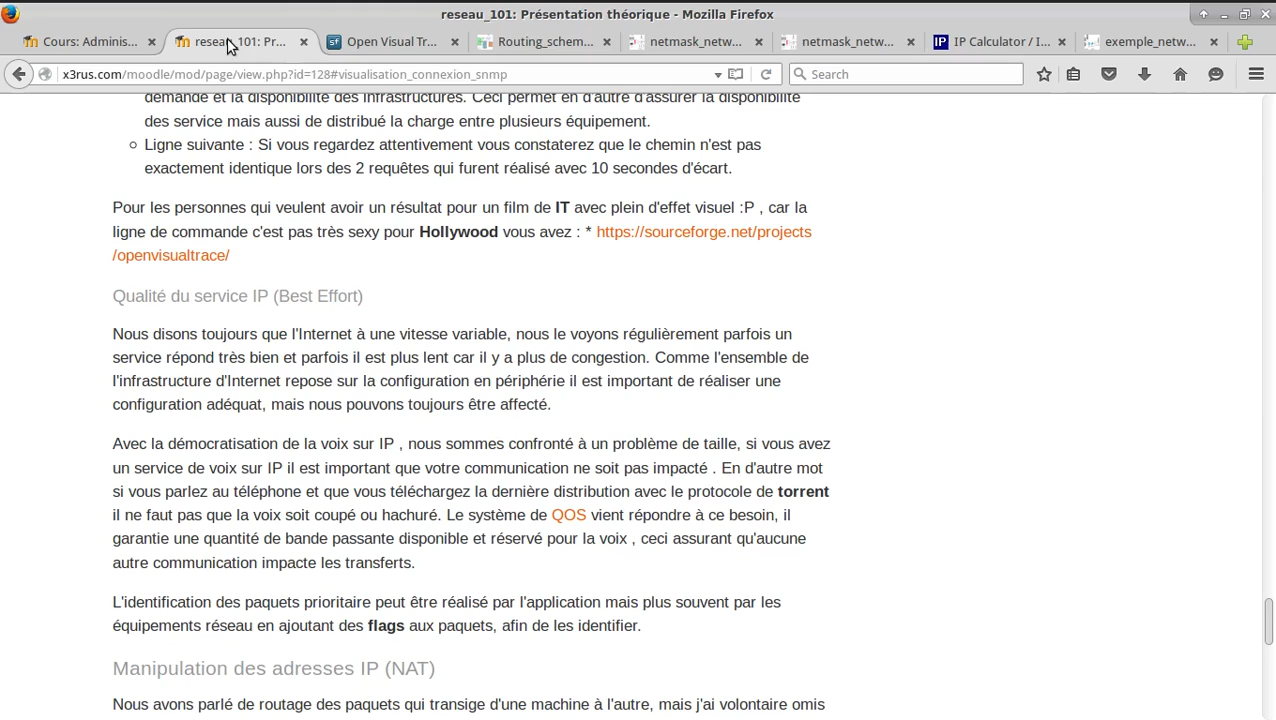 reseau_101: Présentation théorique - Mozilla Firefox
Cours: Adminis...
reseau_101: Pr...
sf
Open Visual Tr...
Routing_schem...
netmask_netw...
netmask_netw...
IP
IP Calculator / I...
exemple_netw...
x3rus.com/moodle/mod/page/view.php?id=128#visualisation_connexion_snmp
Search
demande et la disponibilité des infrastructures. Ceci permet en d'autre d'assurer la disponibilité
des service mais aussi de distribué la charge entre plusieurs équipement.
Ligne suivante : Si vous regardez attentivement vous constaterez que le chemin n'est pas
exactement identique lors des 2 requêtes qui furent réalisé avec 10 secondes d'écart.
Pour les personnes qui veulent avoir un résultat pour un film de IT avec plein d'effet visuel :P , car la
ligne de commande c'est pas très sexy pour Hollywood vous avez : * https://sourceforge.net/projects
/openvisualtrace/
Qualité du service IP (Best Effort)
Nous disons toujours que l'Internet à une vitesse variable, nous le voyons régulièrement parfois un
service répond très bien et parfois il est plus lent car il y a plus de congestion. Comme l'ensemble de
l'infrastructure d'Internet repose sur la configuration en périphérie il est important de réaliser une
configuration adéquat, mais nous pouvons toujours être affecté.
Avec la démocratisation de la voix sur IP , nous sommes confronté à un problème de taille, si vous avez
un service de voix sur IP il est important que votre communication ne soit pas impacté . En d'autre mot
si vous parlez au téléphone et que vous téléchargez la dernière distribution avec le protocole de torrent
il ne faut pas que la voix soit coupé ou hachuré. Le système de QOS vient répondre à ce besoin, il
garantie une quantité de bande passante disponible et réservé pour la voix , ceci assurant qu'aucune
autre communication impacte les transferts.
L'identification des paquets prioritaire peut être réalisé par l'application mais plus souvent par les
équipements réseau en ajoutant des flags aux paquets, afin de les identifier.
Manipulation des adresses IP (NAT)
Nous avons parlé de routage des paquets qui transige d'une machine à l'autre, mais j'ai volontaire omis